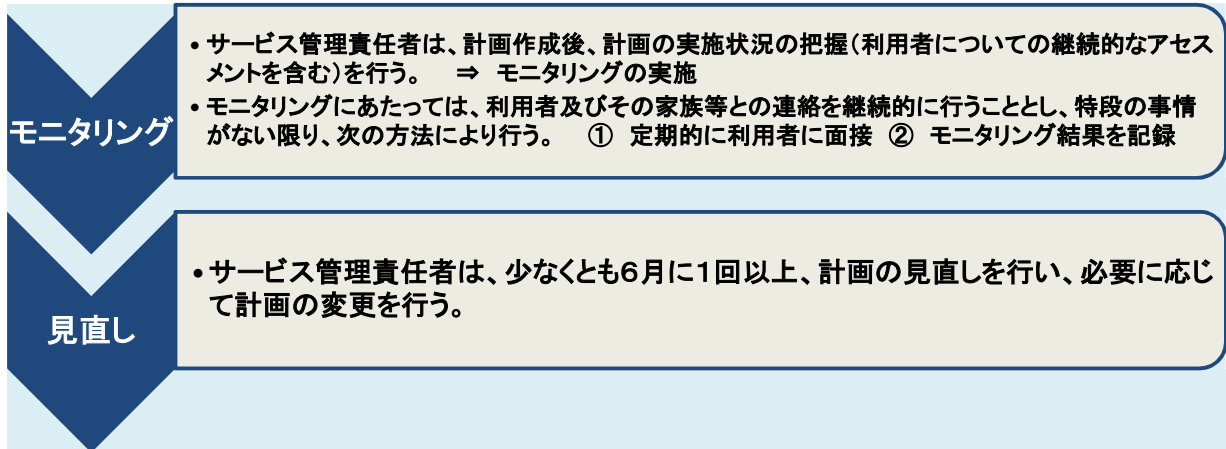 モニタリング
• サービス管理責任者は、計画作成後、計画の実施状況の把握（利用者についての継続的なアセス
メントを含む）を行う。　⇒ モニタリングの実施
• モニタリングにあたっては、利用者及びその家族等との連絡を継続的に行うこととし、特段の事情
がない限り、次の方法により行う。　① 定期的に利用者に面接 ② モニタリング結果を記録
見直し
• サービス管理責任者は、少なくとも６月に１回以上、計画の見直しを行い、必要に応じ
て計画の変更を行う。